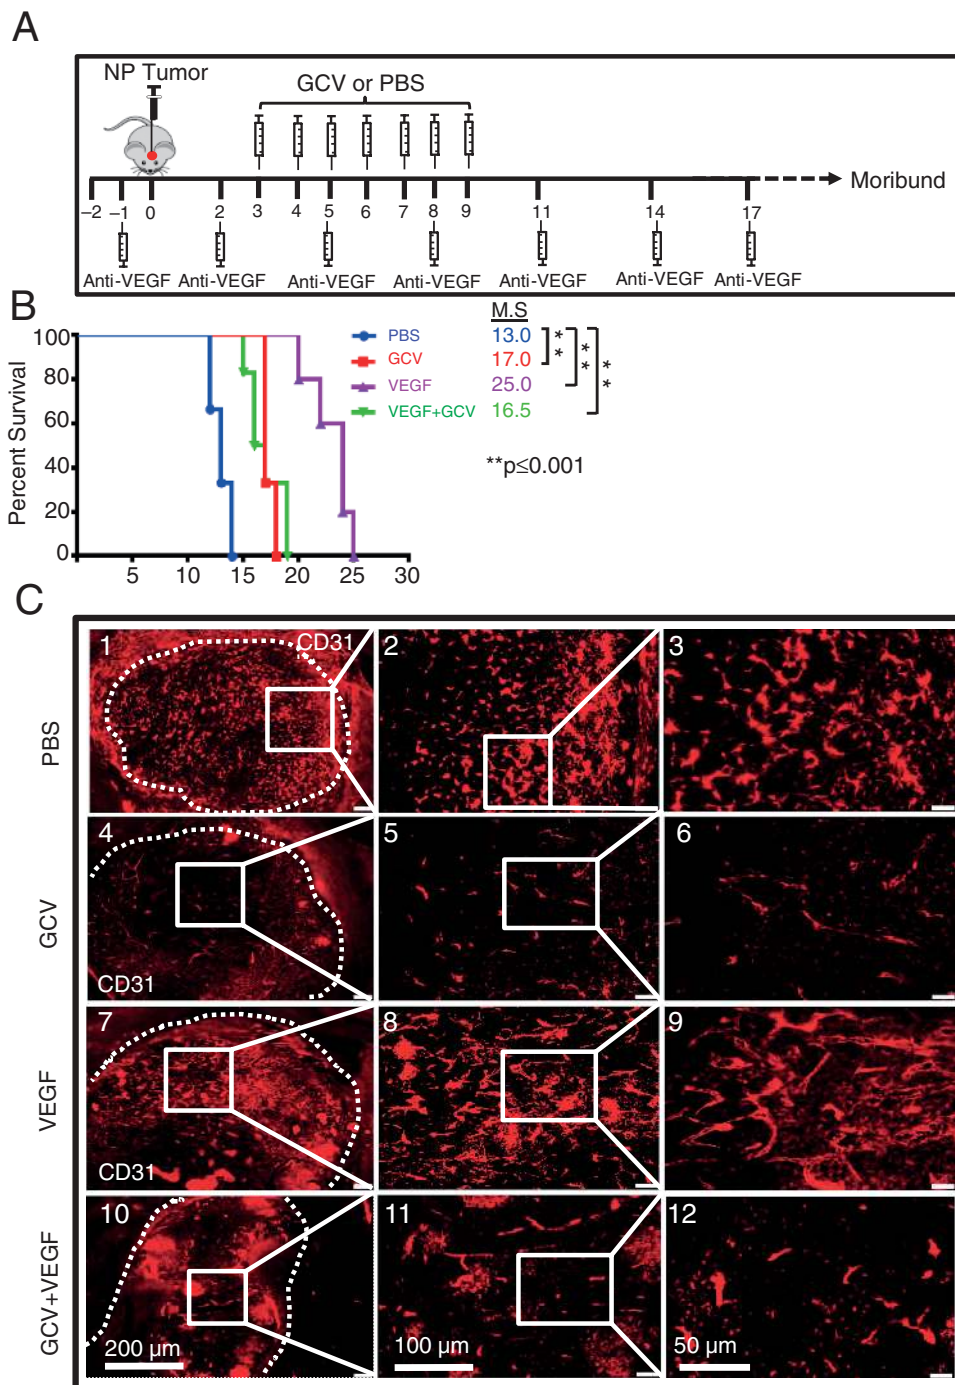 A
NP Tumor
GCV or PBS
Moribund
–2 –1 0 2 3 4 5 6 7 8 9 11 14 17
Anti-VEGF Anti-VEGF Anti-VEGF Anti-VEGF Anti-VEGF Anti-VEGF Anti-VEGF
B
M.S
PBS 13.0
GCV 17.0
VEGF 25.0
VEGF+GCV 16.5
** ** **
**p≤0.001
Percent Survival
100
80
60
40
20
0
5 10 15 20 25 30
C
PBS
1 CD31 2 3
GCV
4 5 6
CD31
VEGF
7 8 9
CD31
GCV+VEGF
10 11 12
200 µm 100 µm 50 µm